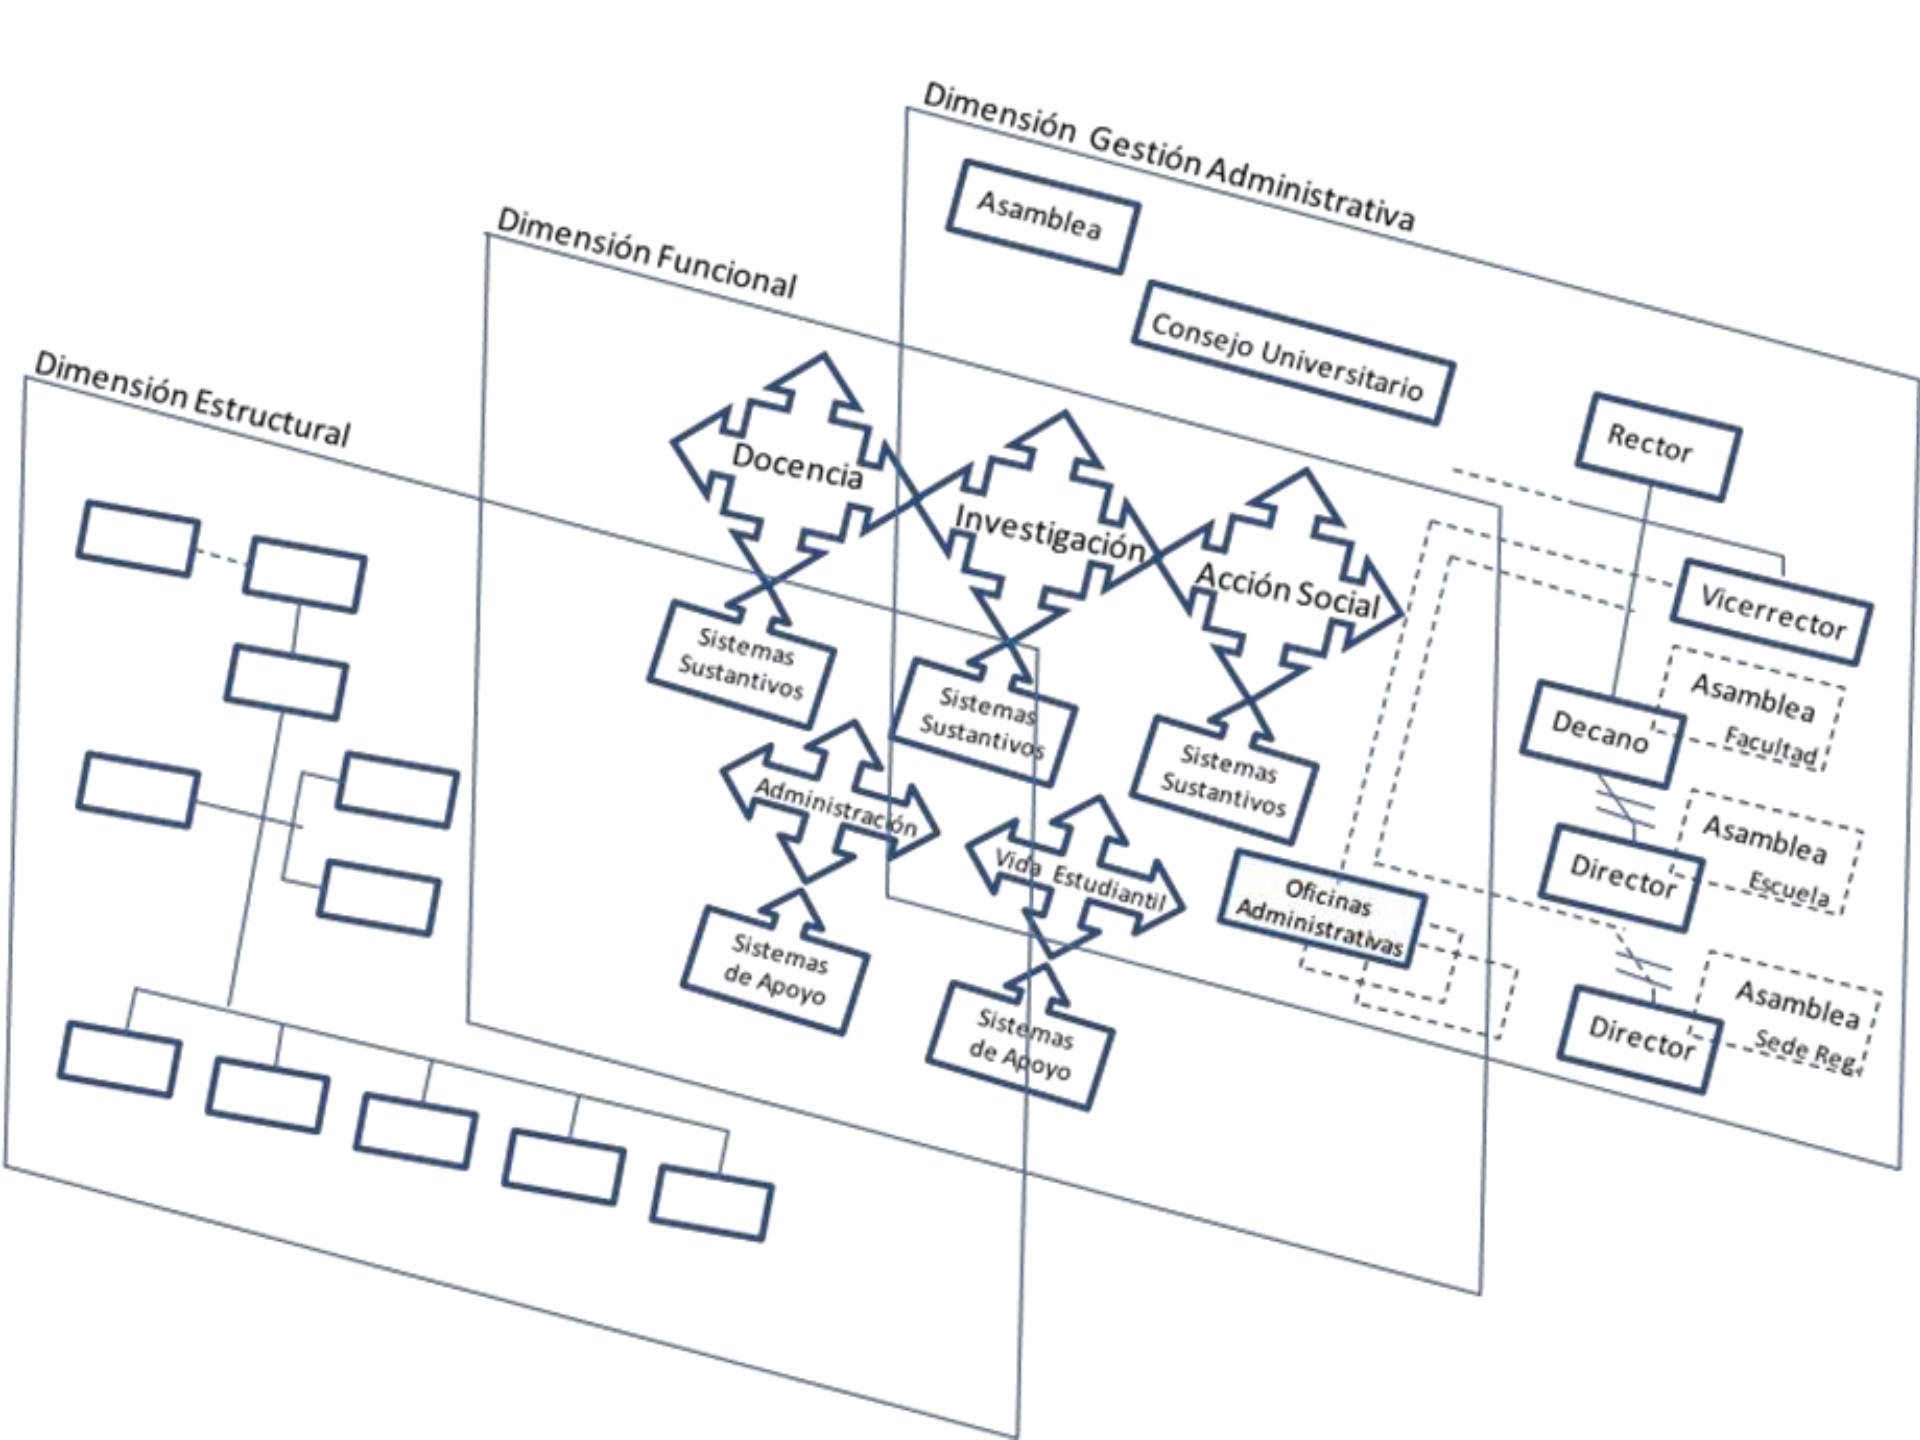 Dimensión Gestión Administrativa
Asamblea
Consejo Universitario
Rector
Vicerrector
Asamblea
Facultad
Decano
Asamblea
Escuela
Director
Asamblea
Sede Reg.
Director
Oficinas
Administrativas
Dimensión Funcional
Docencia
Investigación
Acción Social
Sistemas
Sustantivos
Sistemas
Sustantivos
Sistemas
Sustantivos
Administración
Vida Estudiantil
Sistemas
de Apoyo
Sistemas
de Apoyo
Dimensión Estructural